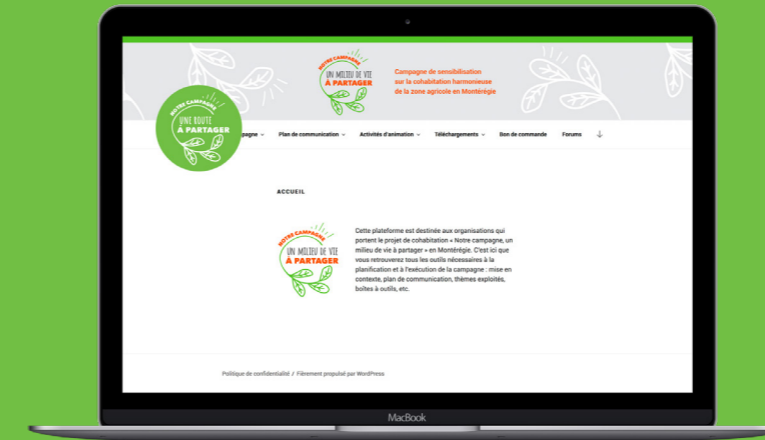 NOTRE CAMPAGNE
UN MILIEU DE VIE
À PARTAGER
Campagne de sensibilisation
sur la cohabitation harmonieuse
de la zone agricole en Montérégie
NOTRE CAMPAGNE
UNE ROUTE
À PARTAGER
pagne Plan de communication Activités d'animation Téléchargements Bon de commande Forums
ACCUEIL
NOTRE CAMPAGNE
UN MILIEU DE VIE
À PARTAGER
Cette plateforme est destinée aux organisations qui
portent le projet de cohabitation « Notre campagne, un
milieu de vie à partager » en Montérégie. C'est ici que
vous retrouverez tous les outils nécessaires à la
planification et à l'exécution de la campagne : mise en
contexte, plan de communication, thèmes exploités,
boîtes à outils, etc.
Politique de confidentialité / Fièrement propulsé par WordPress
MacBook